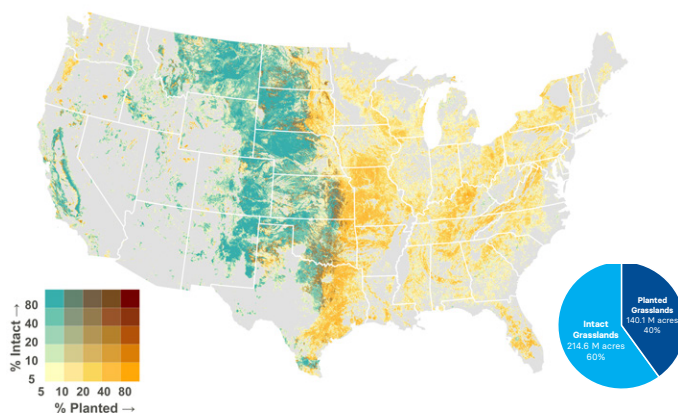 % Intact →
80
40
20
10
5
5 10 20 40 80
% Planted →
Intact
Grasslands
214.6 M acres
60%
Planted
Grasslands
140.1 M acres
40%